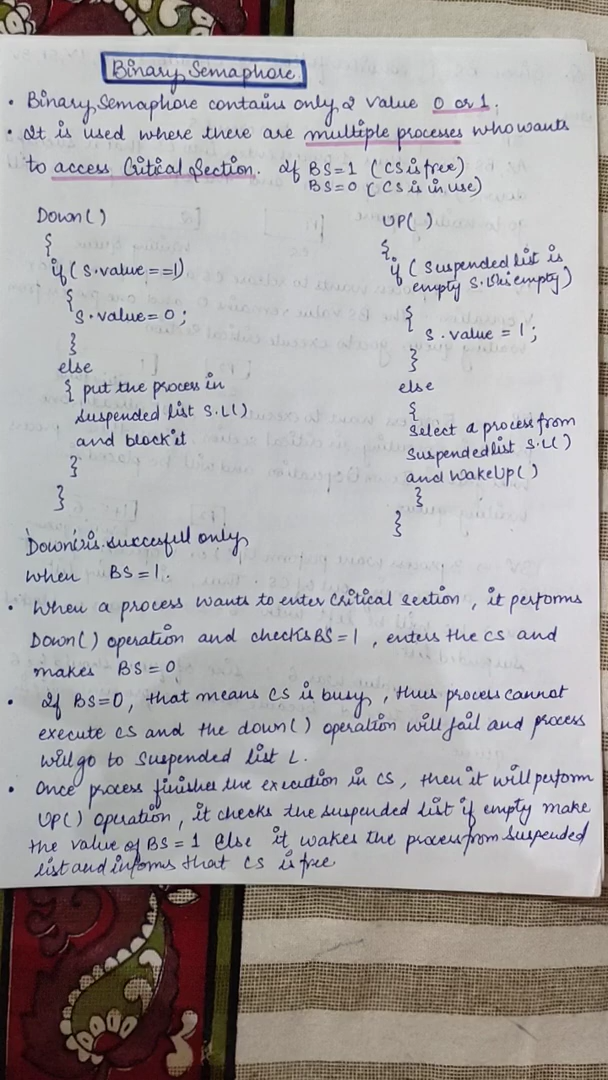 Binary Semaphore
• Binary Semaphore contains only 2 value 0 or 1.
• It is used where there are multiple processes who wants
to access Critical Section. If BS=1 (CS is free)
BS=0 (CS is in use)
Down()
{
if (S.value==1)
{
S.value=0;
}
else
{ put the process in
suspended list S.L()
and block it
}
}
UP()
{
if (suspended list is
empty S.L is empty)
{
S.value = 1;
}
else
{
Select a process from
Suspended list S.L()
and wakeUp()
}
}
Down() is succesfull only
when BS=1.
• When a process wants to enter critical section, it performs
Down() operation and checks BS=1, enters the CS and
makes BS=0
• If BS=0, that means CS is busy, thus process cannot
execute CS and the down() operation will fail and process
will go to Suspended list L.
• Once process finishes the execution in CS, then it will perform
UP() operation, it checks the suspended list if empty make
the value of BS=1 else it wakes the process from suspended
list and informs that CS is free